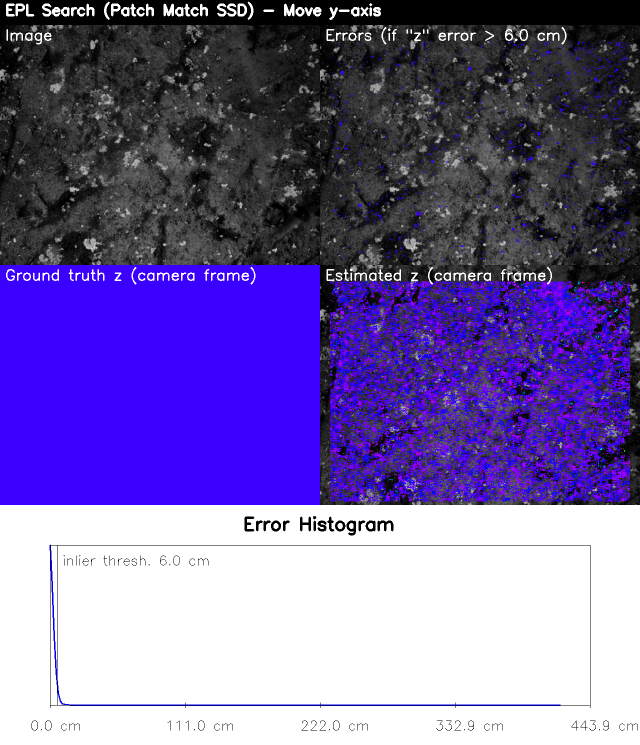 EPL Search (Patch Match SSD) - Move y-axis
Image
Errors (if "z" error > 6.0 cm)
Ground truth z (camera frame)
Estimated z (camera frame)
Error Histogram
inlier thresh. 6.0 cm
0.0 cm
111.0 cm
222.0 cm
332.9 cm
443.9 cm